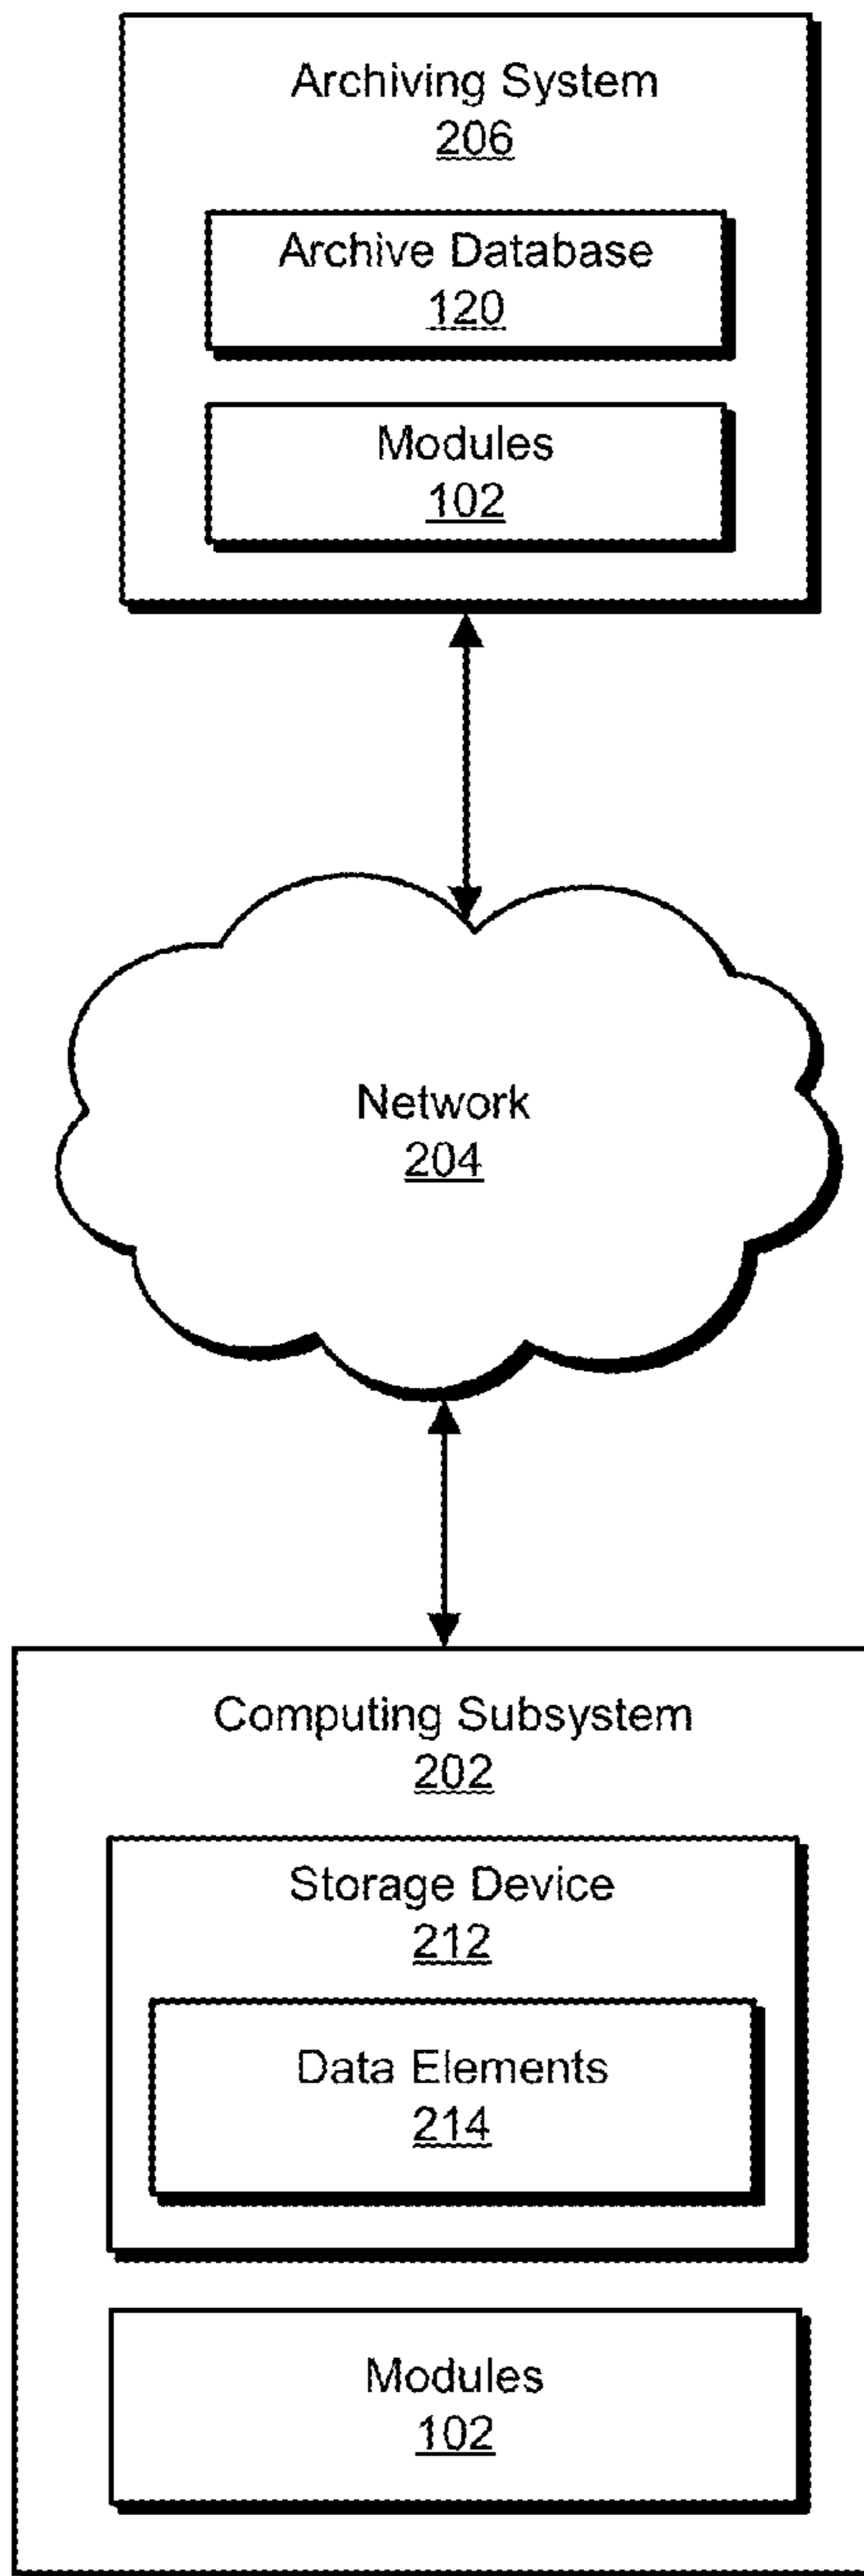 Archiving System
206
Archive Database
120
Modules
102
Network
204
Computing Subsystem
202
Storage Device
212
Data Elements
214
Modules
102